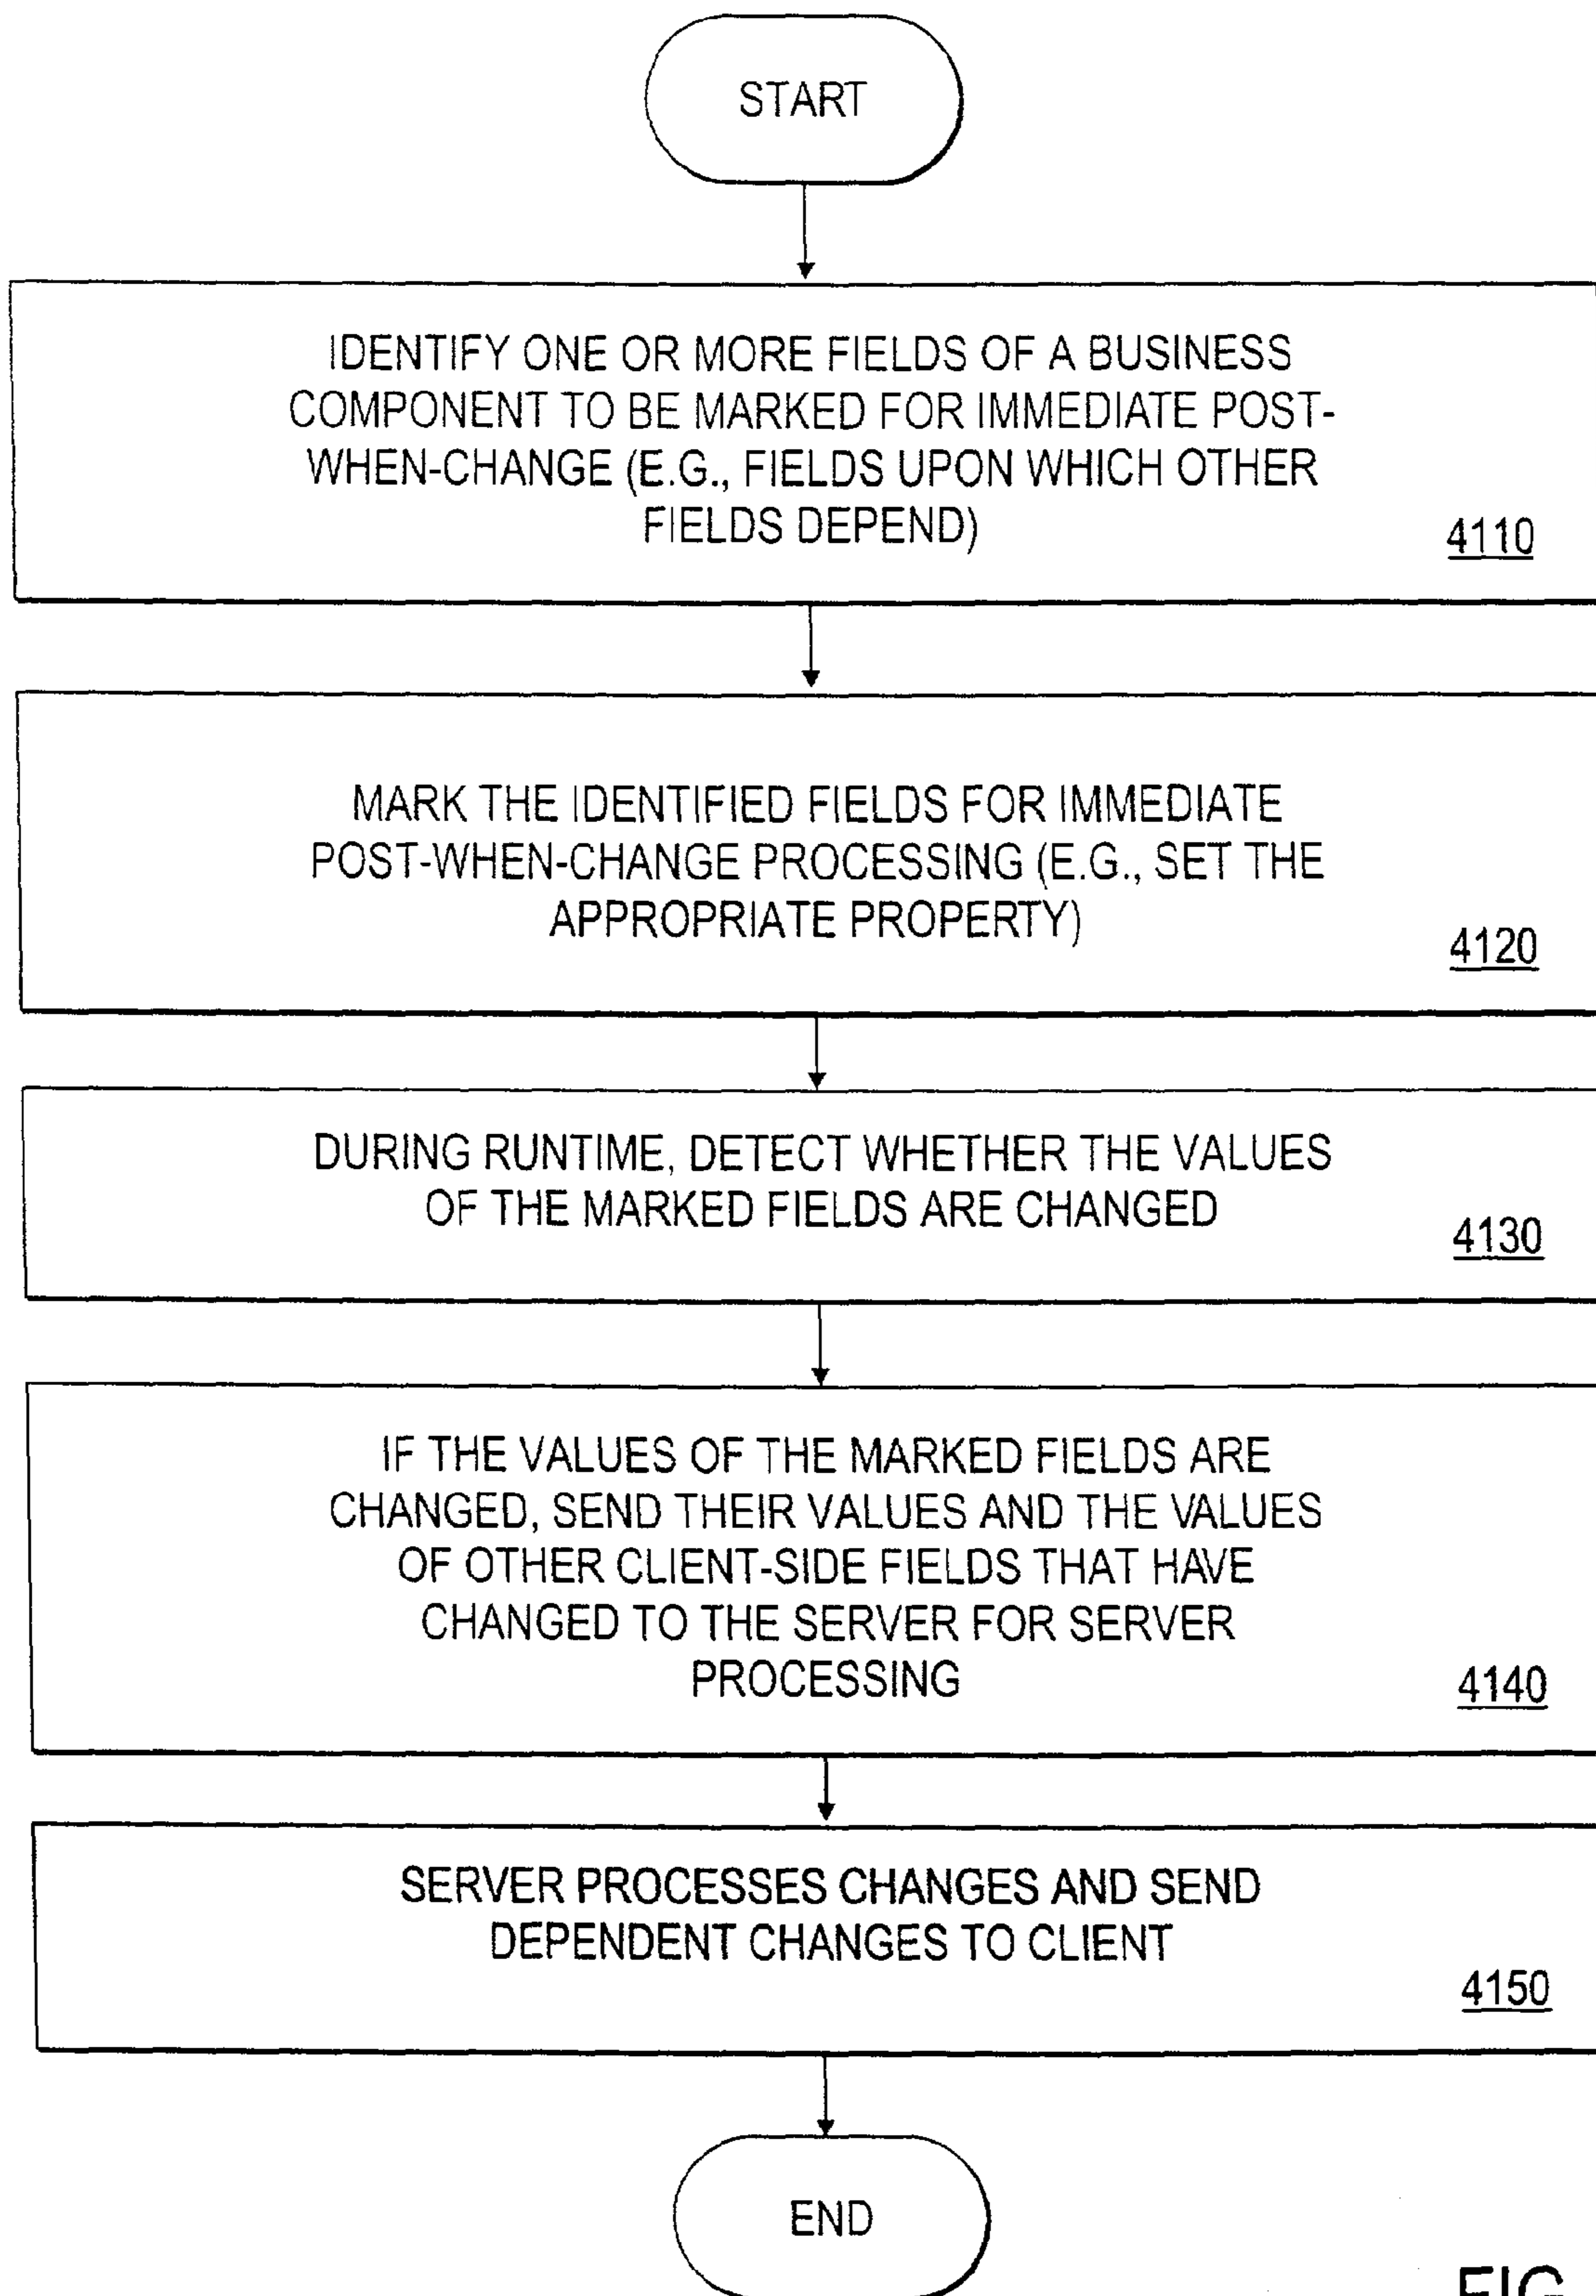 START
IDENTIFY ONE OR MORE FIELDS OF A BUSINESS
COMPONENT TO BE MARKED FOR IMMEDIATE POST-
WHEN-CHANGE (E.G., FIELDS UPON WHICH OTHER
FIELDS DEPEND)
4110
MARK THE IDENTIFIED FIELDS FOR IMMEDIATE
POST-WHEN-CHANGE PROCESSING (E.G., SET THE
APPROPRIATE PROPERTY)
4120
DURING RUNTIME, DETECT WHETHER THE VALUES
OF THE MARKED FIELDS ARE CHANGED
4130
IF THE VALUES OF THE MARKED FIELDS ARE
CHANGED, SEND THEIR VALUES AND THE VALUES
OF OTHER CLIENT-SIDE FIELDS THAT HAVE
CHANGED TO THE SERVER FOR SERVER
PROCESSING
4140
SERVER PROCESSES CHANGES AND SEND
DEPENDENT CHANGES TO CLIENT
4150
END
FIG